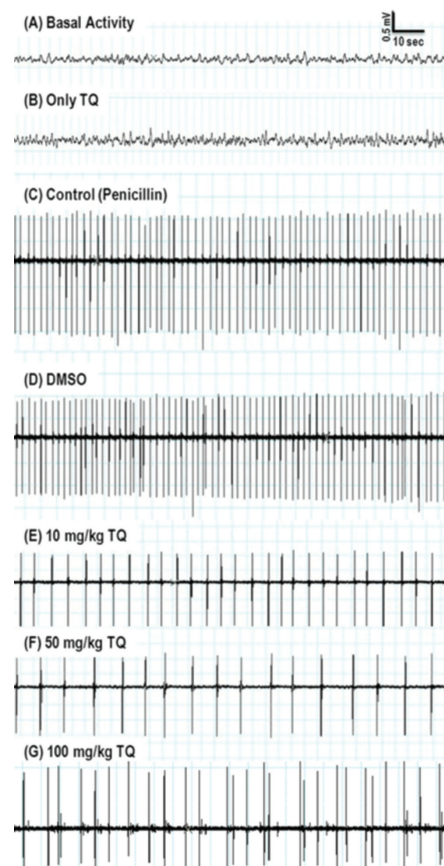 (A) Basal Activity
0.5 mV
10 sec
(B) Only TQ
(C) Control (Penicillin)
(D) DMSO
(E) 10 mg/kg TQ
(F) 50 mg/kg TQ
(G) 100 mg/kg TQ